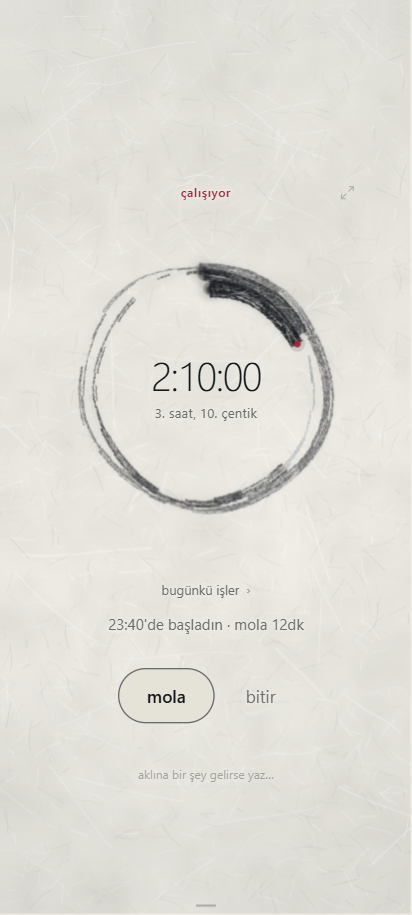 çalışıyor
2:10:00
3. saat, 10. çentik
bugünkü işler ›
23:40'de başladın · mola 12dk
mola bitir
aklına bir şey gelirse yaz...